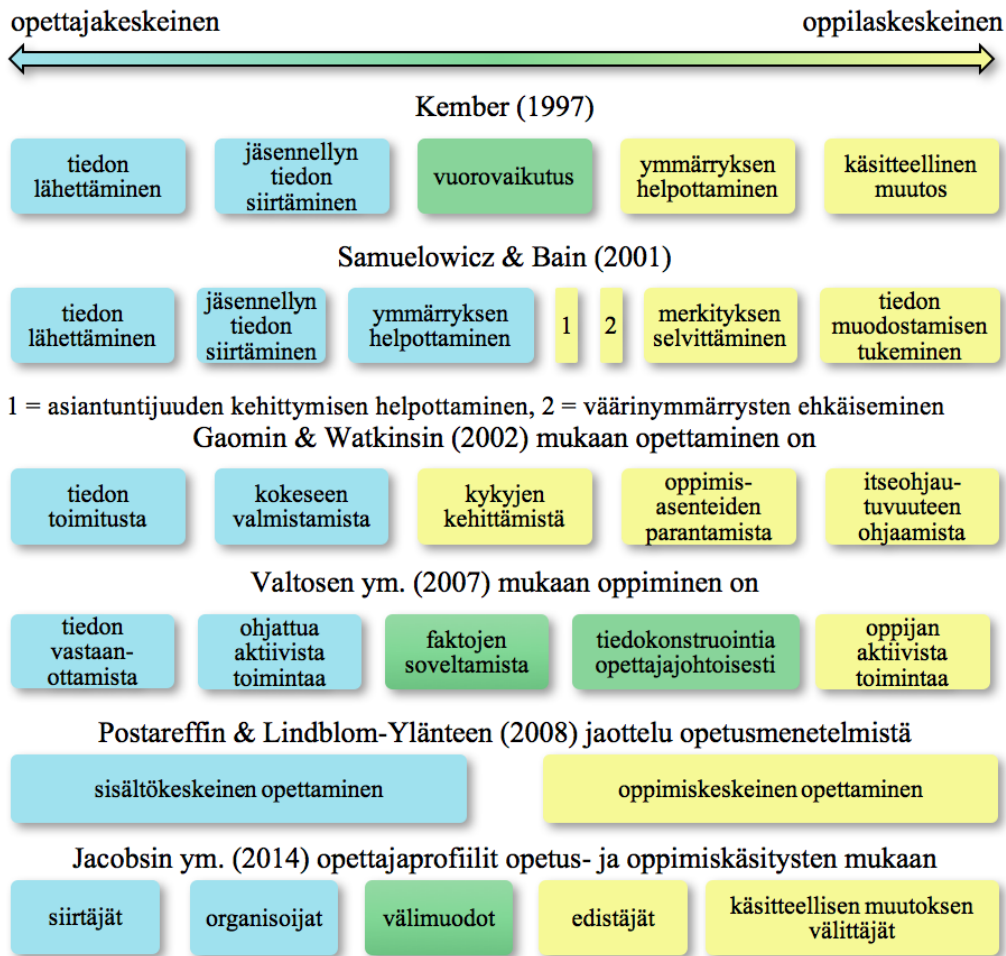 opettajakeskeinen oppilaskeskeinen
Kember (1997)
tiedon
lähettäminen
jäsennellyn
tiedon
siirtäminen
vuorovaikutus
ymmärryksen
helpottaminen
käsitteellinen
muutos
Samuelowicz & Bain (2001)
tiedon
lähettäminen
jäsennellyn
tiedon
siirtäminen
ymmärryksen
helpottaminen
1
2
merkityksen
selvittäminen
tiedon
muodostamisen
tukeminen
1 = asiantuntijuuden kehittymisen helpottaminen, 2 = väärinymmärrysten ehkäiseminen
Gaomin & Watkinsin (2002) mukaan opettaminen on
tiedon
toimitusta
kokeseen
valmistamista
kykyjen
kehittämistä
oppimis-
asenteiden
parantamista
itseohjau-
tuvuuteen
ohjaamista
Valtosen ym. (2007) mukaan oppiminen on
tiedon
vastaan-
ottamista
ohjattua
aktiivista
toimintaa
faktojen
soveltamista
tiedokonstruointia
opettajajohtoisesti
oppijan
aktiivista
toimintaa
Postareffin & Lindblom-Ylänteen (2008) jaottelu opetusmenetelmistä
sisältökeskeinen opettaminen
oppimiskeskeinen opettaminen
Jacobsin ym. (2014) opettajaprofiilit opetus- ja oppimiskäsitysten mukaan
siirtäjät
organisoijat
välimuodot
edistäjät
käsitteellisen muutoksen
välittäjät